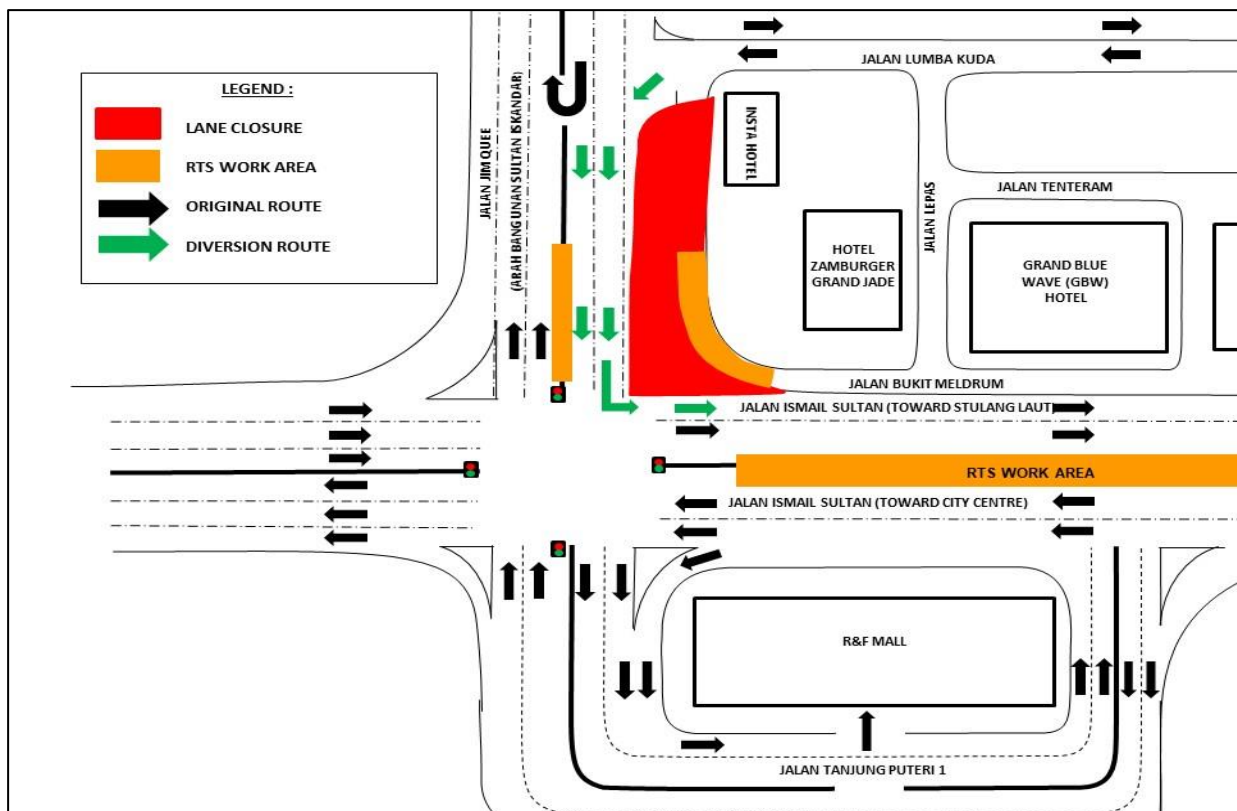 LEGEND :
LANE CLOSURE
RTS WORK AREA
ORIGINAL ROUTE
DIVERSION ROUTE
JALAN JIM QUEE
(ARAH BANGUNAN SULTAN ISKANDAR)
JALAN LUMBA KUDA
INSTA HOTEL
JALAN LEPAS
JALAN TENTERAM
HOTEL
ZAMBURGER
GRAND JADE
GRAND BLUE
WAVE (GBW)
HOTEL
JALAN BUKIT MELDRUM
JALAN ISMAIL SULTAN (TOWARD STULANG LAUT)
RTS WORK AREA
JALAN ISMAIL SULTAN (TOWARD CITY CENTRE)
R&F MALL
JALAN TANJUNG PUTERI 1